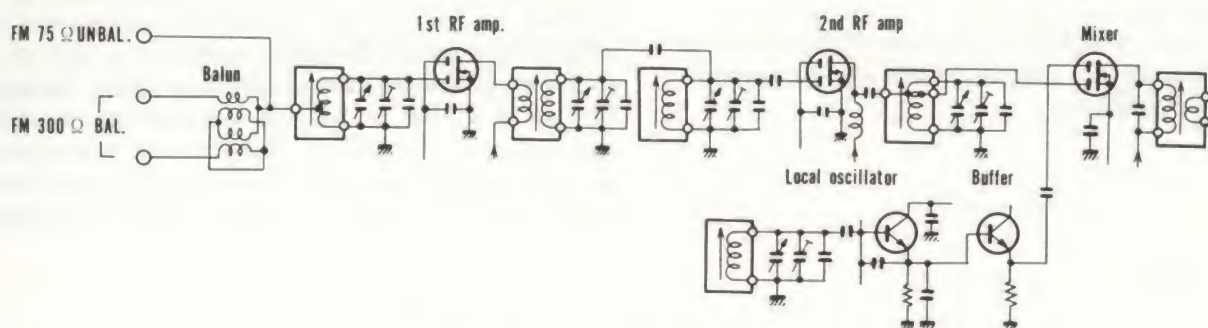 1st RF amp.
2nd RF amp
Mixer
FM 75 Ω UNBAL.
Balun
FM 300 Ω BAL.
Local oscillator
Buffer